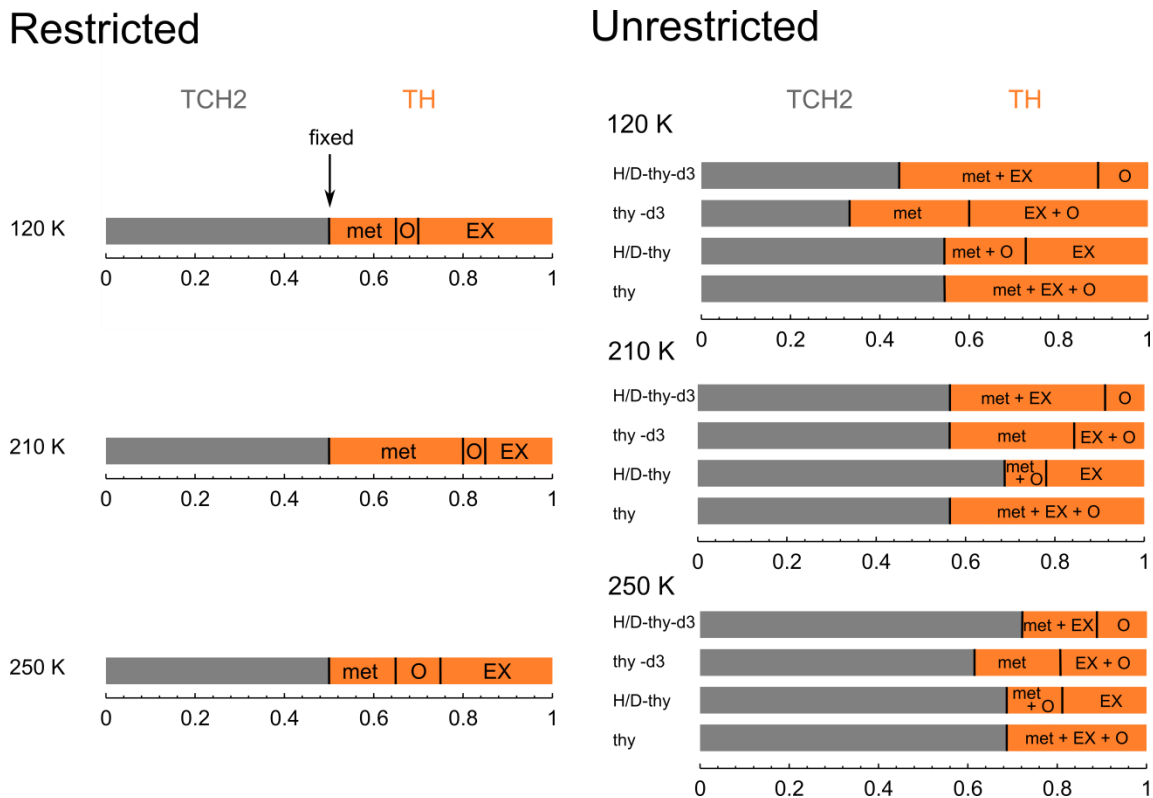 Restricted
TCH2 TH
fixed
120 K
met O EX
0 0.2 0.4 0.6 0.8 1
210 K
met O EX
0 0.2 0.4 0.6 0.8 1
250 K
met O EX
0 0.2 0.4 0.6 0.8 1
Unrestricted
TCH2 TH
120 K
H/D-thy-d3 met + EX O
thy -d3 met EX + O
H/D-thy met + O EX
thy met + EX + O
0 0.2 0.4 0.6 0.8 1
210 K
H/D-thy-d3 met + EX O
thy -d3 met EX + O
H/D-thy met + O EX
thy met + EX + O
0 0.2 0.4 0.6 0.8 1
250 K
H/D-thy-d3 met + EX O
thy -d3 met EX + O
H/D-thy met + O EX
thy met + EX + O
0 0.2 0.4 0.6 0.8 1